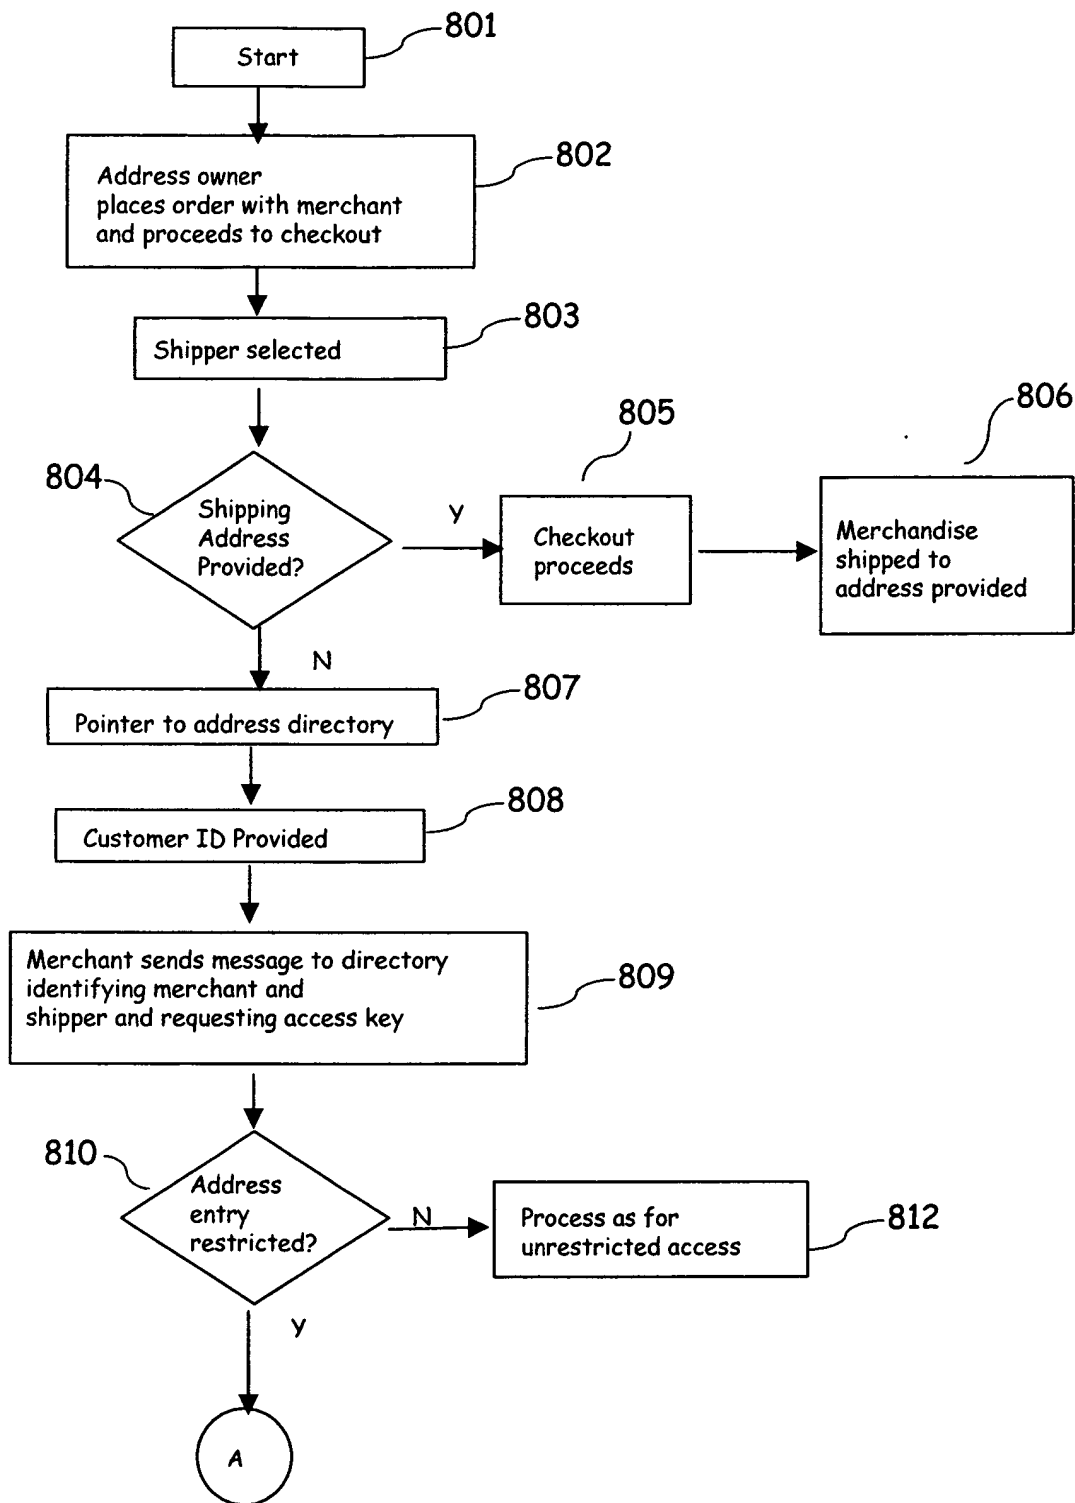 801
Start
802
Address owner
places order with merchant
and proceeds to checkout
803
Shipper selected
804
Shipping
Address
Provided?
Y
805
Checkout
proceeds
806
Merchandise
shipped to
address provided
N
807
Pointer to address directory
808
Customer ID Provided
809
Merchant sends message to directory
identifying merchant and
shipper and requesting access key
810
Address
entry
restricted?
N
Process as for
unrestricted access
812
Y
A